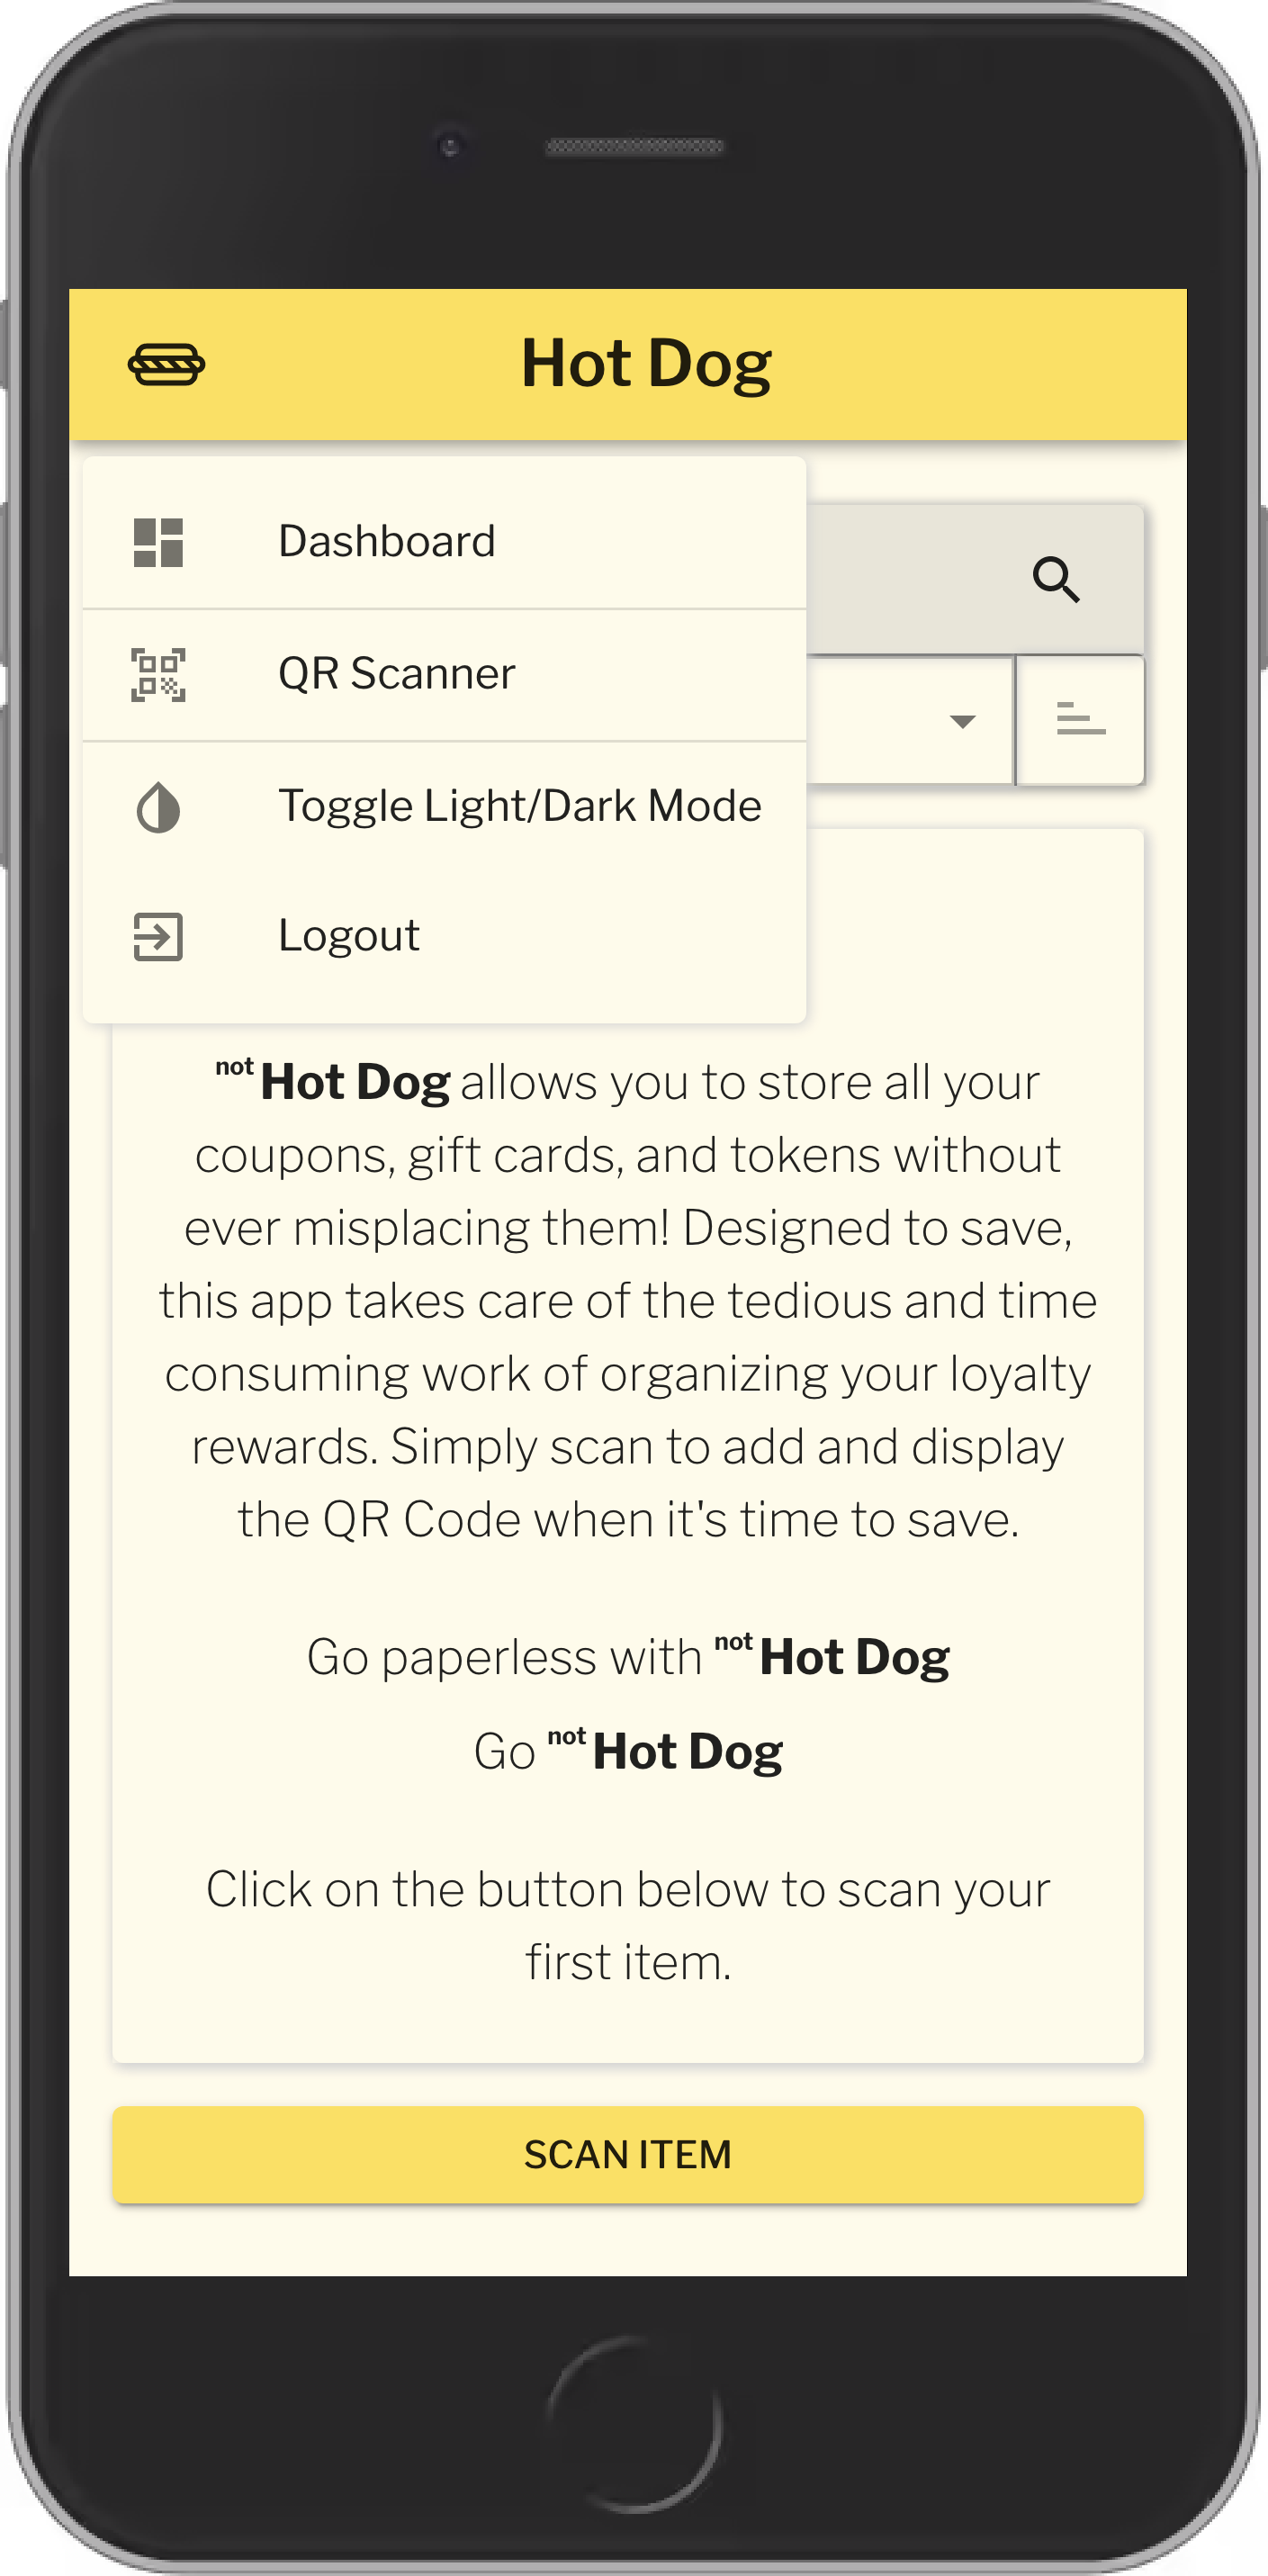 Hot Dog
Dashboard
QR Scanner
Toggle Light/Dark Mode
Logout
not Hot Dog allows you to store all your
coupons, gift cards, and tokens without
ever misplacing them! Designed to save,
this app takes care of the tedious and time
consuming work of organizing your loyalty
rewards. Simply scan to add and display
the QR Code when it's time to save.
Go paperless with not Hot Dog
Go not Hot Dog
Click on the button below to scan your
first item.
SCAN ITEM